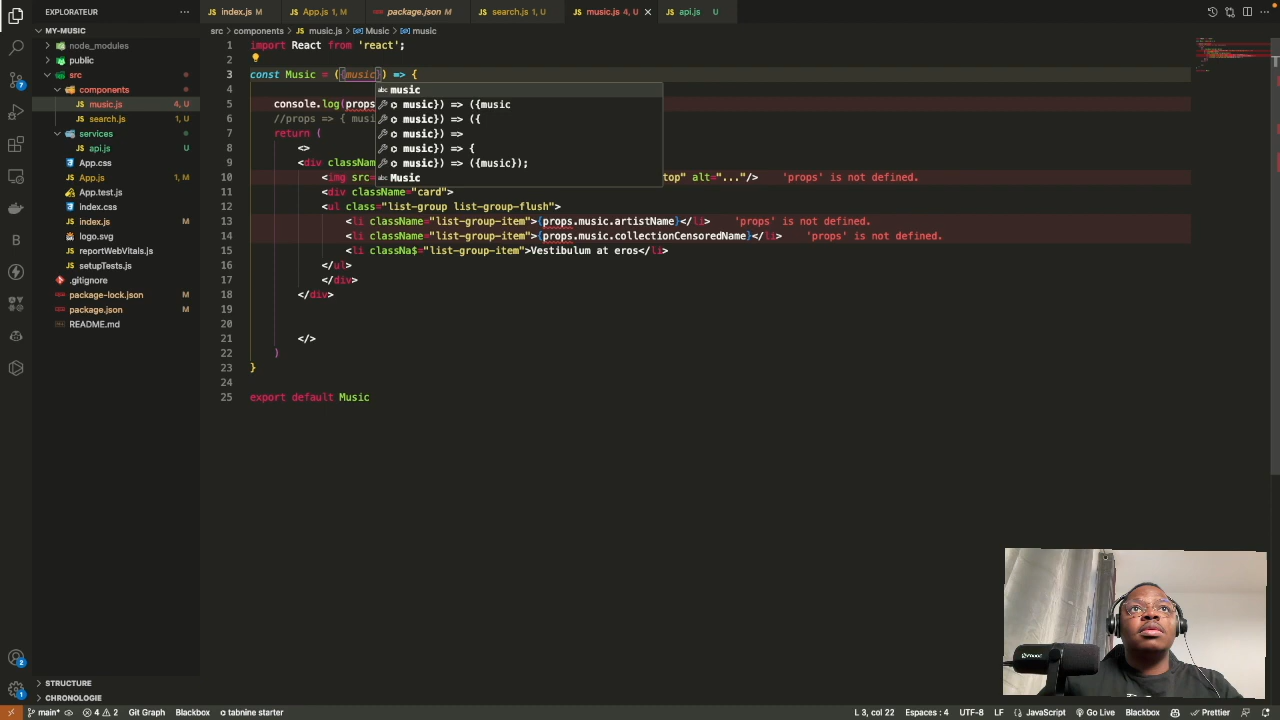 EXPLORATEUR
index.js M
App.js 1, M
package.json M
search.js 1, U
music.js 4, U
api.js U
MY-MUSIC
src > components > music.js > Music > music
node_modules
public
src
components
music.js 4, U
search.js 1, U
services
api.js U
App.css
App.js 1, M
App.test.js
index.css
index.js M
logo.svg
reportWebVitals.js
setupTests.js
.gitignore
package-lock.json M
package.json M
README.md
1 import React from 'react';
2
3 const Music = ({music}) => {
4
music
music}) => ({music
music}) => ({
music}) =>
music}) => {
music}) => ({music});
Music
5 console.log(props
6 //props => { musi
7 return (
8 <>
9 <div classNam
10 <img src= top" alt="..."/> 'props' is not defined.
11 <div className="card">
12 <ul class="list-group list-group-flush">
13 <li className="list-group-item">{props.music.artistName}</li> 'props' is not defined.
14 <li className="list-group-item">{props.music.collectionCensoredName}</li> 'props' is not defined.
15 <li classNa$="list-group-item">Vestibulum at eros</li>
16 </ul>
17 </div>
18 </div>
19
20
21 </>
22 )
23 }
24
25 export default Music
STRUCTURE
CHRONOLOGIE
7
B
2
1
main* 4 2 Git Graph Blackbox tabnine starter
L 3, col 22 Espaces : 4 UTF-8 LF {} JavaScript Go Live Blackbox Prettier